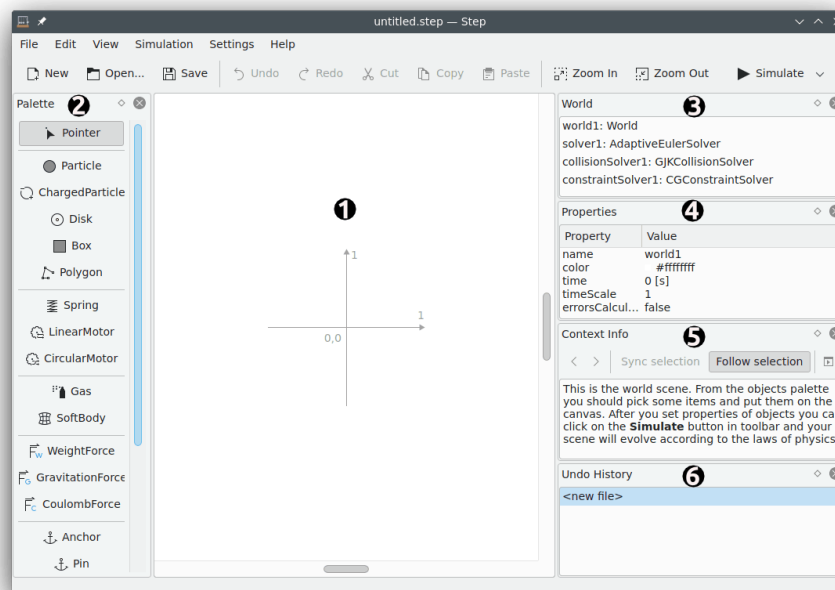 untitled.step — Step
File Edit View Simulation Settings Help
New Open... Save Undo Redo Cut Copy Paste Zoom In Zoom Out Simulate
Palette 2
Pointer
Particle
ChargedParticle
Disk
Box
Polygon
Spring
LinearMotor
CircularMotor
Gas
SoftBody
WeightForce
GravitationForce
CoulombForce
Anchor
Pin
1
1
1
0,0
World 3
world1: World
solver1: AdaptiveEulerSolver
collisionSolver1: GJKCollisionSolver
constraintSolver1: CGConstraintSolver
Properties 4
Property Value
name world1
color #ffffffff
time 0 [s]
timeScale 1
errorsCalcul... false
Context Info 5
Sync selection Follow selection
This is the world scene. From the objects palette
you should pick some items and put them on the
canvas. After you set properties of objects you ca
click on the Simulate button in toolbar and your
scene will evolve according to the laws of physics
Undo History 6
<new file>